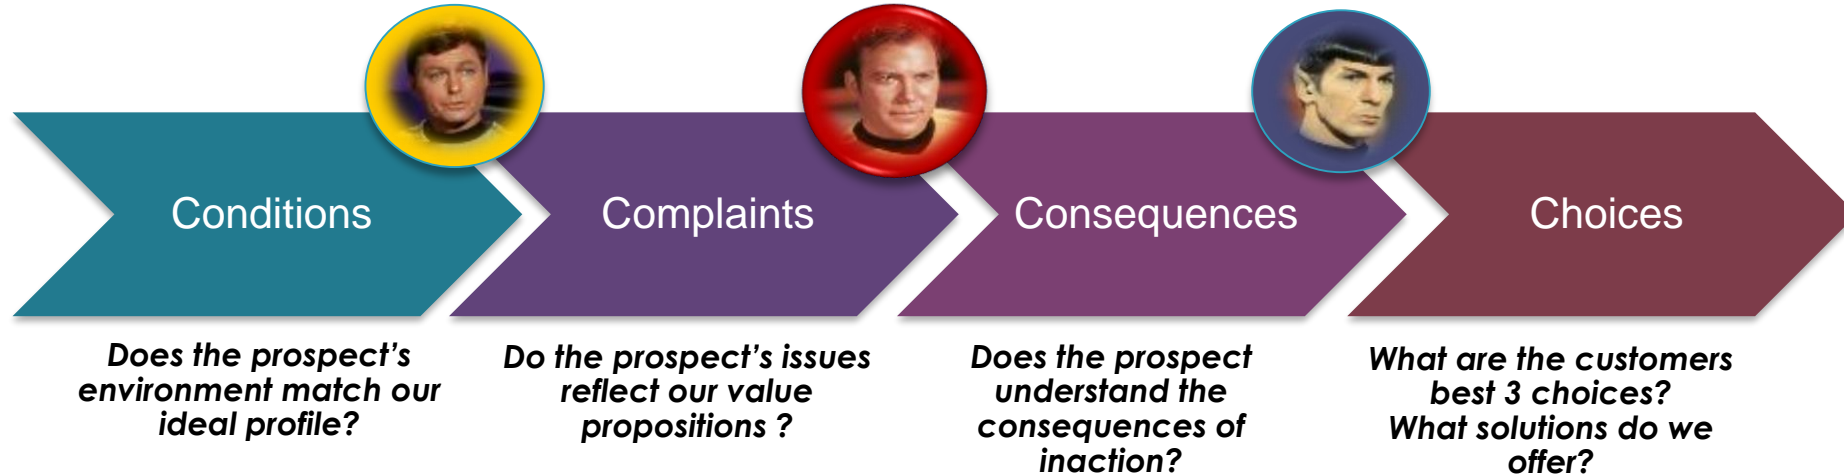 Conditions
Complaints
Consequences
Choices
Does the prospect's
environment match our
ideal profile?
Do the prospect's issues
reflect our value
propositions ?
Does the prospect
understand the
consequences of
inaction?
What are the customers
best 3 choices?
What solutions do we
offer?